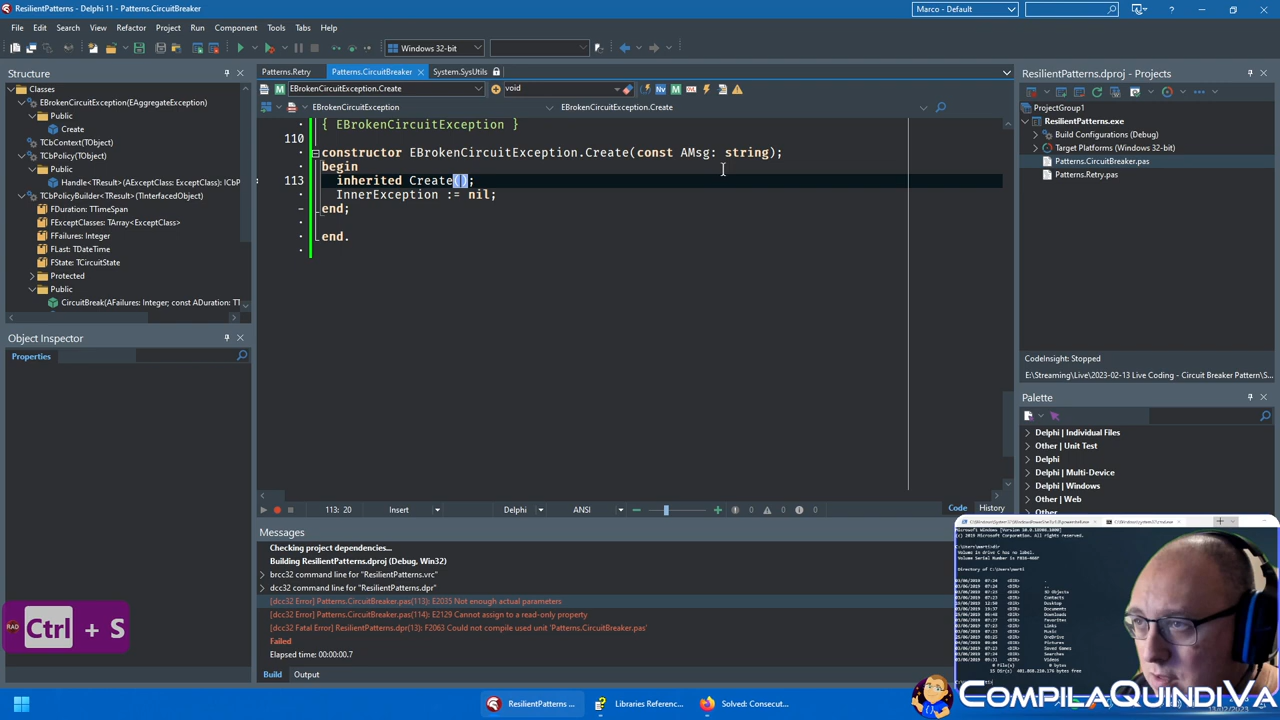 ResilientPatterns - Delphi 11 - Patterns.CircuitBreaker
Marco - Default
File Edit Search View Refactor Project Run Component Tools Tabs Help
Windows 32-bit
Structure
Classes
EBrokenCircuitException(EAggregateException)
Public
Create
TCbContext(TObject)
TCbPolicy(TObject)
Public
Handle<TResult>(AExceptClass: ExceptClass): ICbP
TCbPolicyBuilder<TResult>(TInterfacedObject)
FDuration: TTimeSpan
FExceptClasses: TArray<ExceptClass>
FFailures: Integer
FLast: TDateTime
FState: TCircuitState
Protected
Public
CircuitBreak(AFailures: Integer; const ADuration: TT
Object Inspector
Properties
Patterns.Retry Patterns.CircuitBreaker System.SysUtils
EBrokenCircuitException.Create void
EBrokenCircuitException EBrokenCircuitException.Create
{ EBrokenCircuitException }
110
constructor EBrokenCircuitException.Create(const AMsg: string);
begin
113 inherited Create();
InnerException := nil;
end;
end.
113: 20 Insert Delphi ANSI 0 0 0 Code History
Messages
Checking project dependencies...
Building ResilientPatterns.dproj (Debug, Win32)
brcc32 command line for "ResilientPatterns.vrc"
dcc32 command line for "ResilientPatterns.dpr"
[dcc32 Error] Patterns.CircuitBreaker.pas(113): E2035 Not enough actual parameters
[dcc32 Error] Patterns.CircuitBreaker.pas(114): E2129 Cannot assign to a read-only property
[dcc32 Fatal Error] ResilientPatterns.dpr(13): F2063 Could not compile used unit 'Patterns.CircuitBreaker.pas'
Failed
Elapsed time: 00:00:00.7
Build Output
ResilientPatterns.dproj - Projects
ProjectGroup1
ResilientPatterns.exe
Build Configurations (Debug)
Target Platforms (Windows 32-bit)
Patterns.CircuitBreaker.pas
Patterns.Retry.pas
CodeInsight: Stopped
E:\Streaming\Live\2023-02-13 Live Coding - Circuit Breaker Pattern\S...
Palette
Delphi | Individual Files
Other | Unit Test
Delphi
Delphi | Multi-Device
Delphi | Windows
Other | Web
Other
RAD Ctrl + S
ResilientPatterns ... Libraries Referenc... Solved: Consecut...
COMPILAQUINDIVA